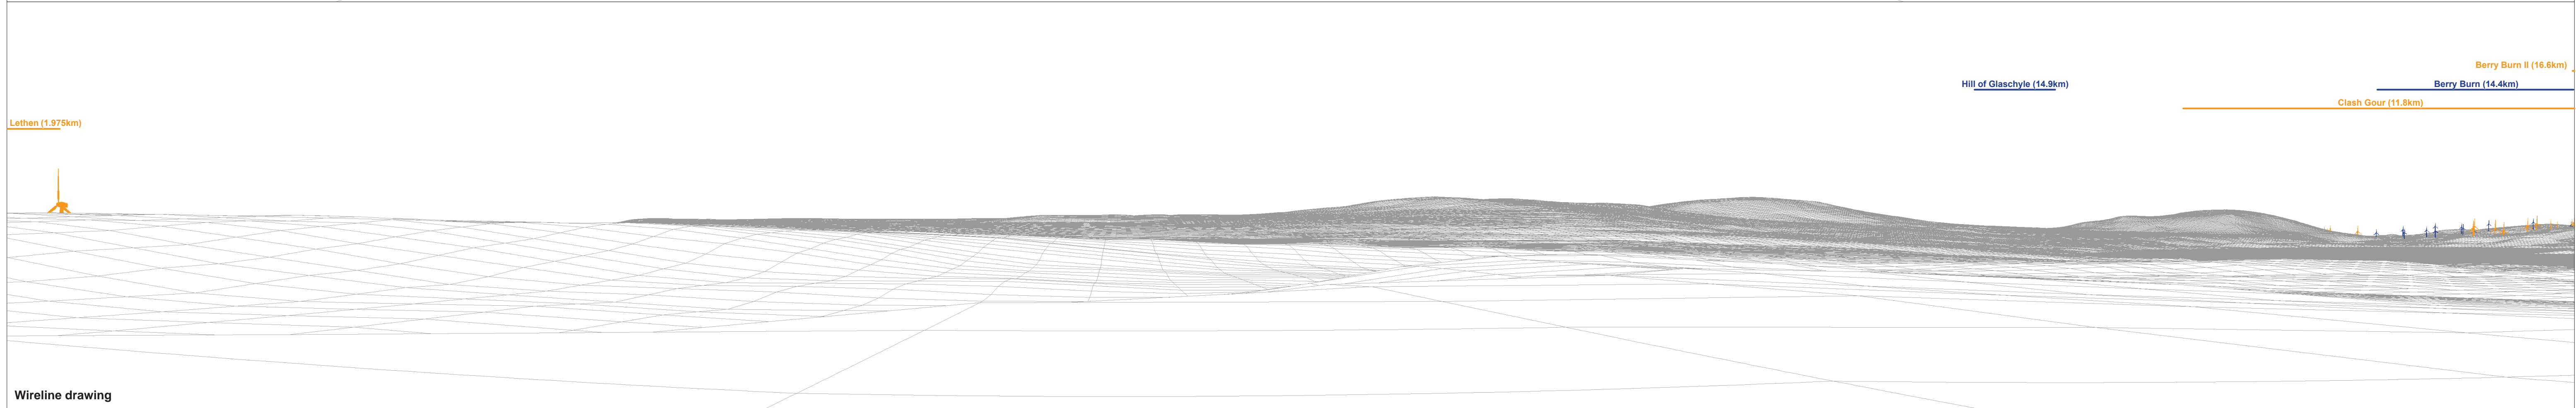 Berry Burn II (16.6km)
Hill of Glaschyle (14.9km)
Berry Burn (14.4km)
Clash Gour (11.8km)
Lethen (1.975km)
Wireline drawing